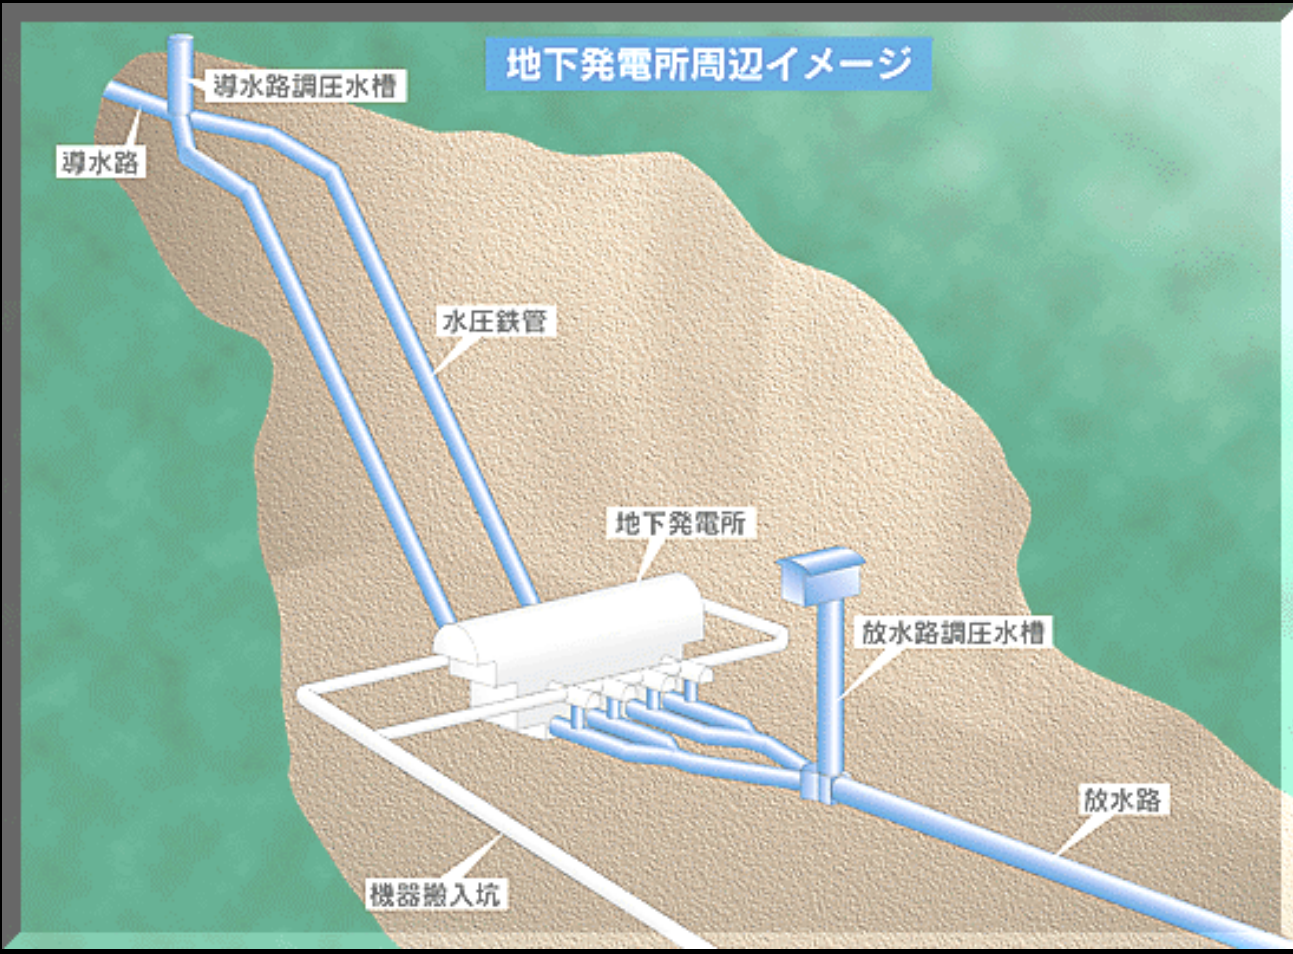 地下発電所周辺イメージ
導水路調圧水槽
導水路
水圧鉄管
地下発電所
放水路調圧水槽
放水路
機器搬入坑